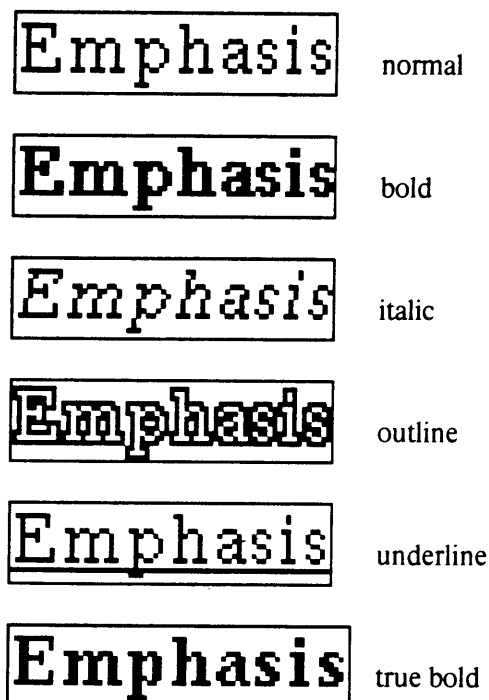 Emphasis normal
Emphasis bold
Emphasis italic
Emphasis outline
Emphasis underline
Emphasis true bold